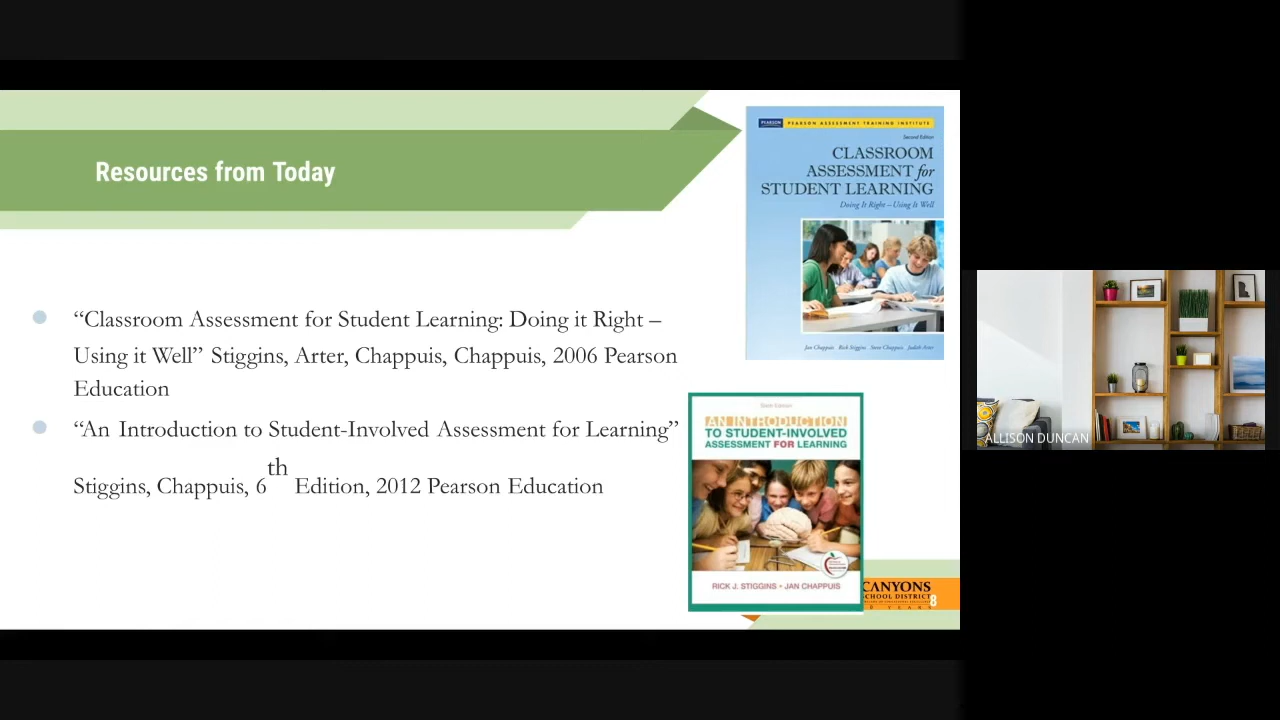 Resources from Today
“Classroom Assessment for Student Learning: Doing it Right –
Using it Well” Stiggins, Arter, Chappuis, Chappuis, 2006 Pearson
Education
“An Introduction to Student-Involved Assessment for Learning”
Stiggins, Chappuis, 6th Edition, 2012 Pearson Education
PEARSON PEARSON ASSESSMENT TRAINING INSTITUTE
Second Edition
CLASSROOM
ASSESSMENT for
STUDENT LEARNING
Doing It Right – Using It Well
Jan Chappuis Rick Stiggins Steve Chappuis Judith Arter
Sixth Edition
AN INTRODUCTION
TO STUDENT-INVOLVED
ASSESSMENT FOR LEARNING
RICK J. STIGGINS • JAN CHAPPUIS
CANYONS
SCHOOL DISTRICT
8
ALLISON DUNCAN